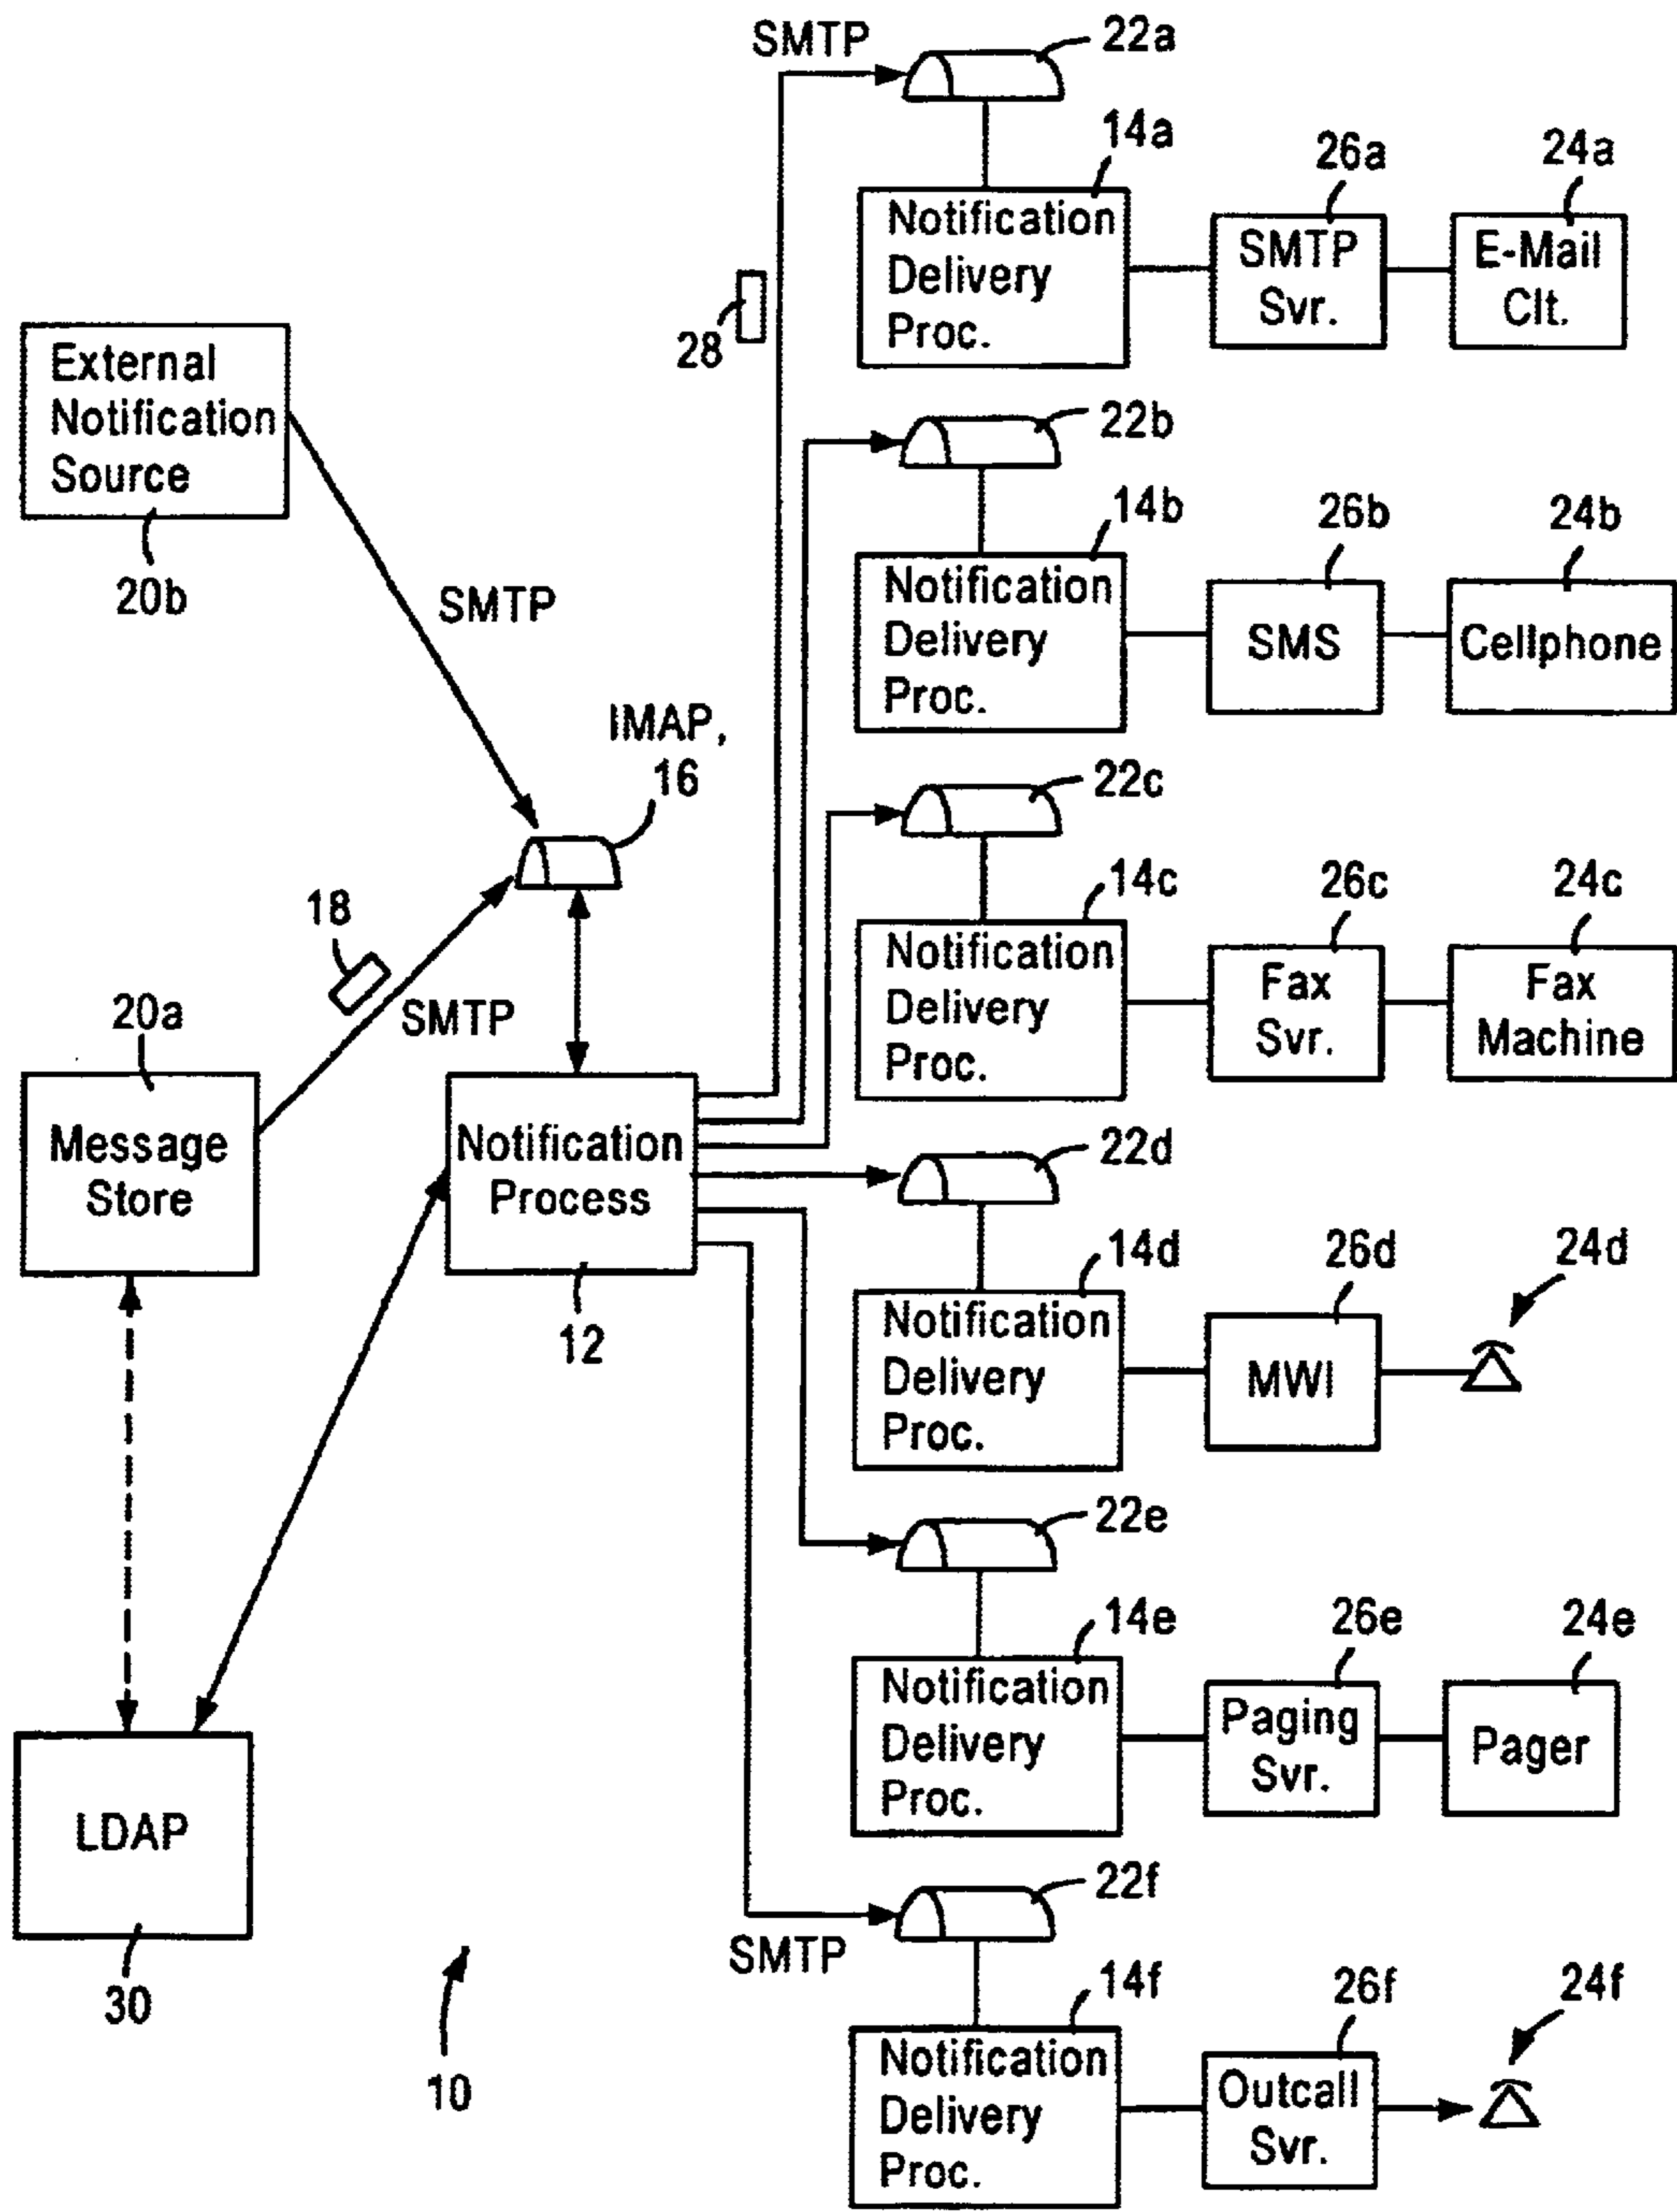 SMTP
22a
14a
26a
24a
Notification
Delivery
Proc.
SMTP
Svr.
E-Mail
Clt.
28
External
Notification
Source
20b
SMTP
22b
14b
26b
24b
Notification
Delivery
Proc.
SMS
Cellphone
IMAP,
16
22c
14c
26c
24c
Notification
Delivery
Proc.
Fax
Svr.
Fax
Machine
18
SMTP
20a
Message
Store
Notification
Process
12
22d
14d
26d
24d
Notification
Delivery
Proc.
MWI
22e
14e
26e
24e
Notification
Delivery
Proc.
Paging
Svr.
Pager
LDAP
30
10
22f
SMTP
14f
26f
24f
Notification
Delivery
Proc.
Outcall
Svr.